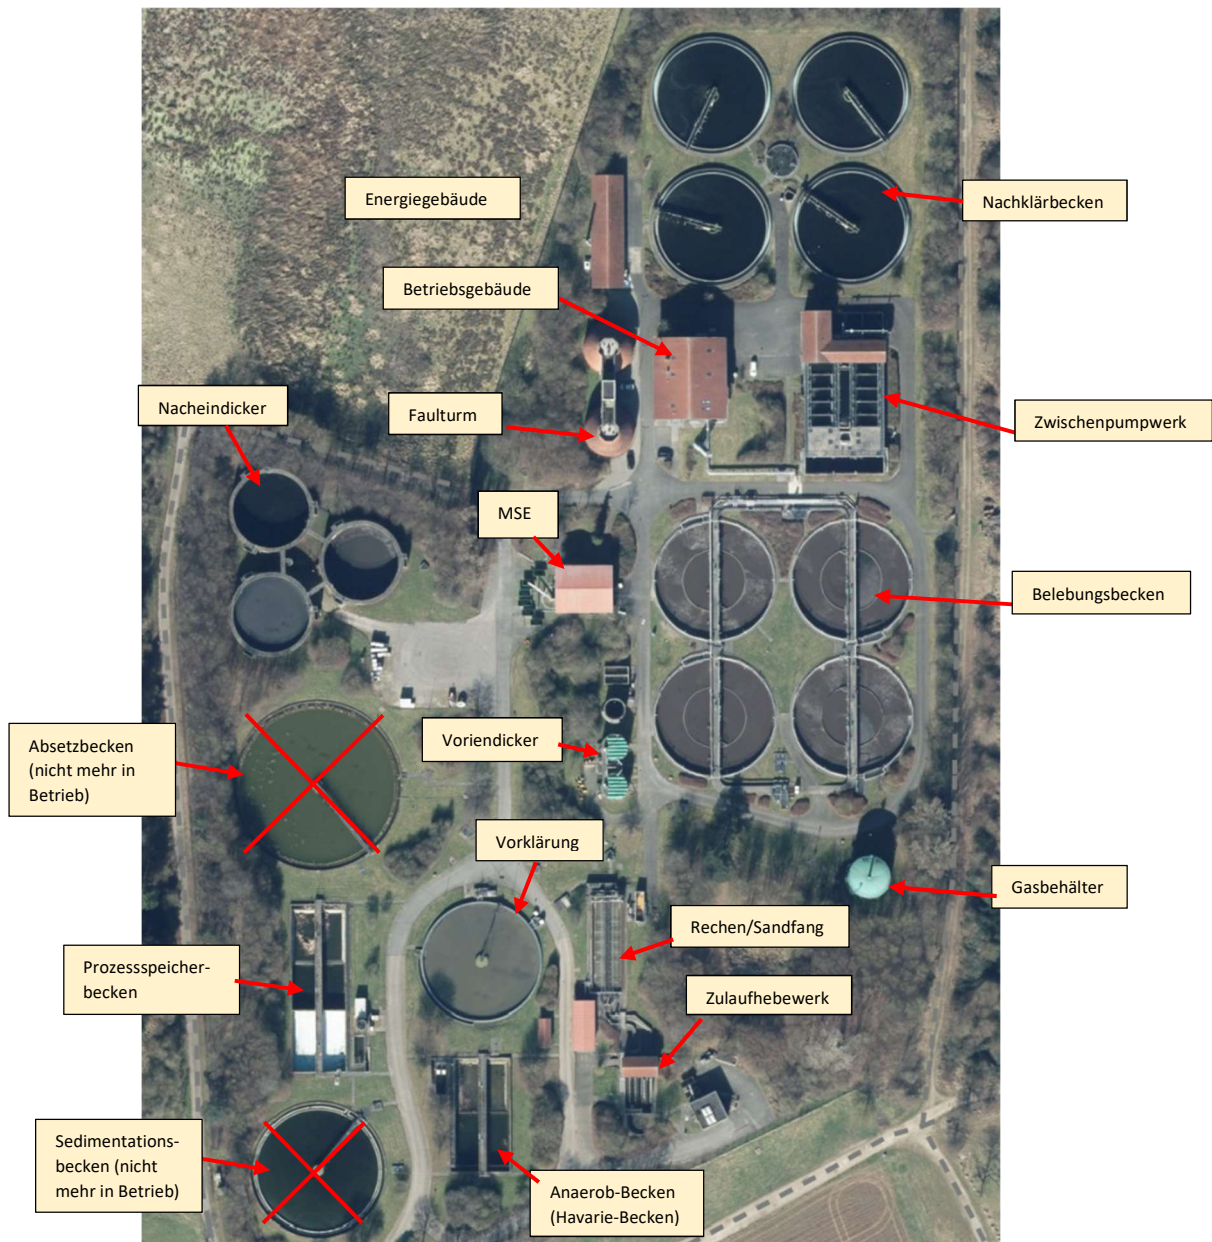 Energiegebäude
Nachklärbecken
Betriebsgebäude
Nacheindicker
Faulturm
Zwischenpumpwerk
MSE
Belebungsbecken
Absetzbecken
(nicht mehr in
Betrieb)
Voriendicker
Vorklärung
Gasbehälter
Rechen/Sandfang
Prozessspeicher-
becken
Zulaufhebewerk
Sedimentations-
becken (nicht
mehr in Betrieb)
Anaerob-Becken
(Havarie-Becken)